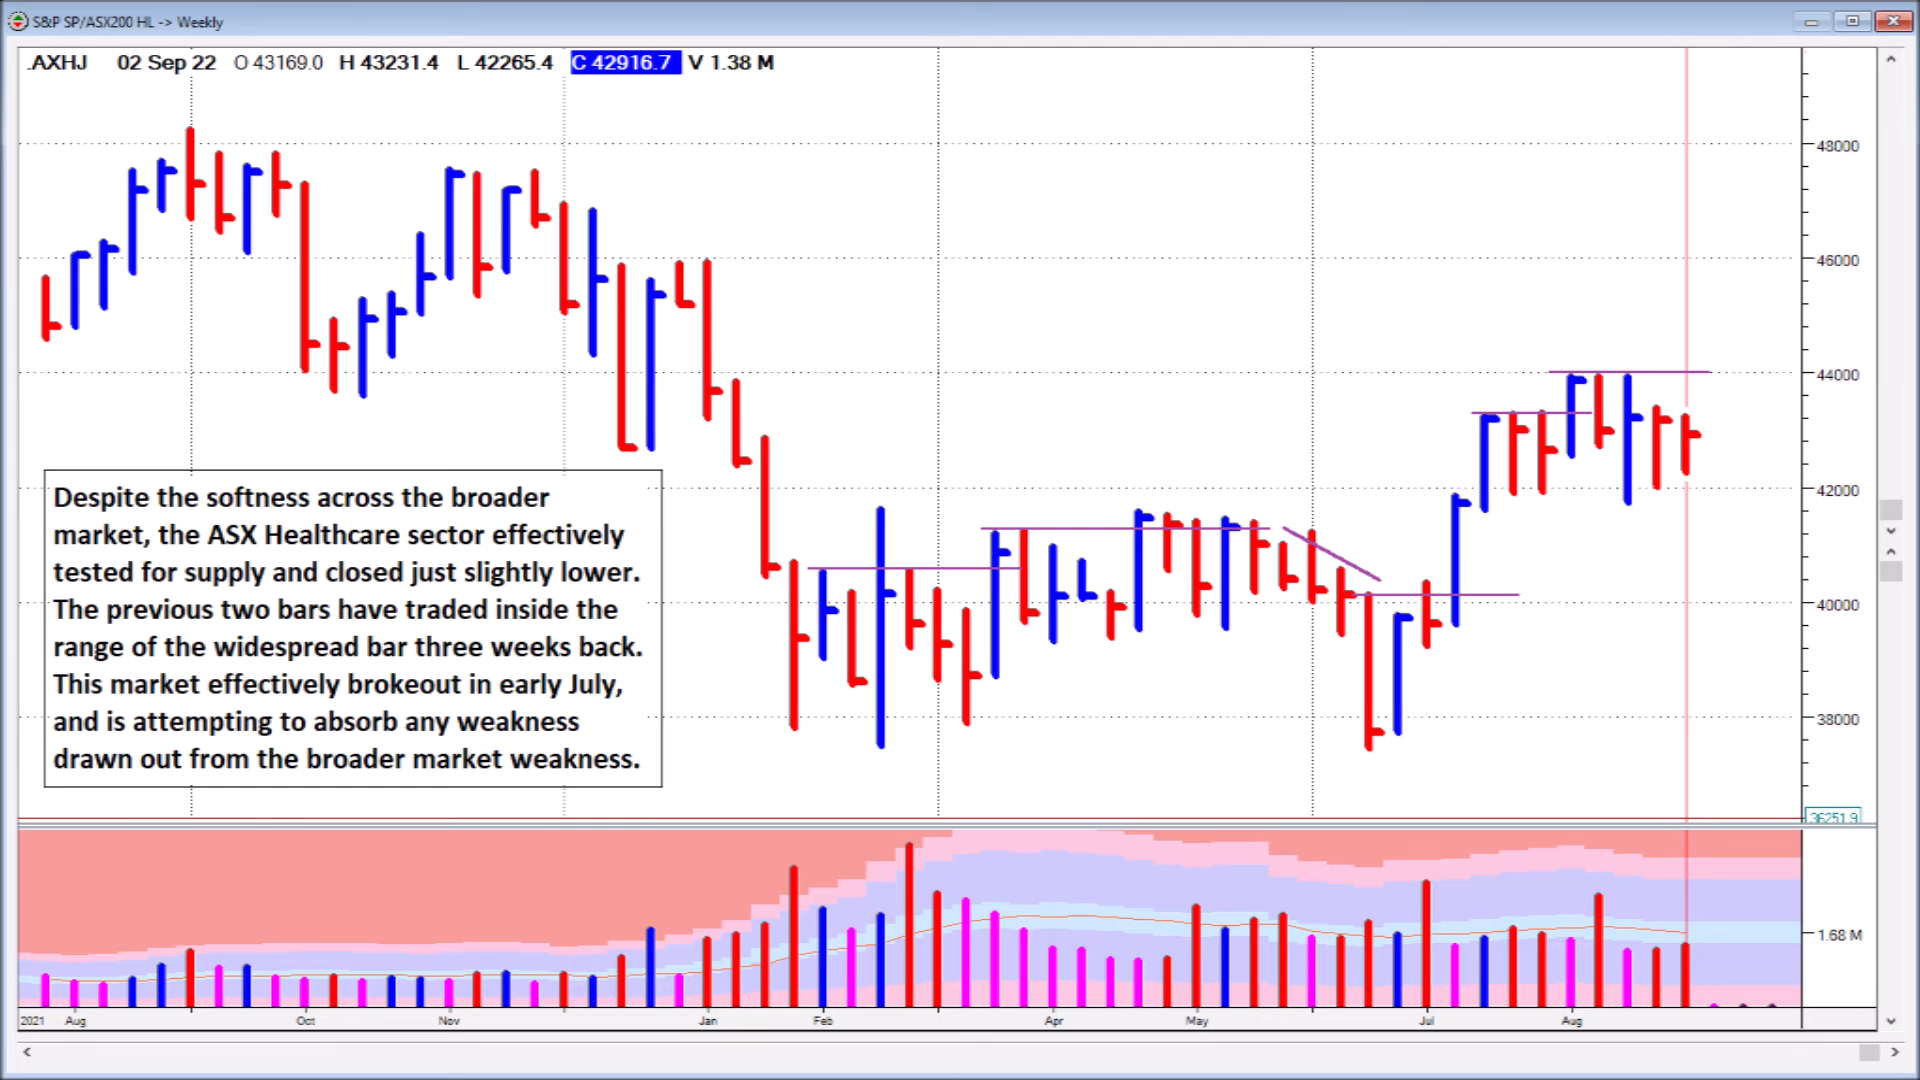 S&P SP/ASX200 HL -> Weekly
.AXHJ 02 Sep 22 O 43169.0 H 43231.4 L 42265.4 C 42916.7 V 1.38 M
48000
46000
44000
42000
40000
38000
36251.9
Despite the softness across the broader
market, the ASX Healthcare sector effectively
tested for supply and closed just slightly lower.
The previous two bars have traded inside the
range of the widespread bar three weeks back.
This market effectively brokeout in early July,
and is attempting to absorb any weakness
drawn out from the broader market weakness.
1.68 M
2021 Aug Oct Nov Jan Feb Apr May Jul Aug